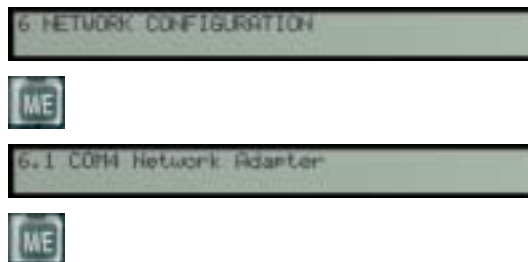 6 NETWORK CONFIGURATION
ME
6.1 COM4 Network Adapter
ME